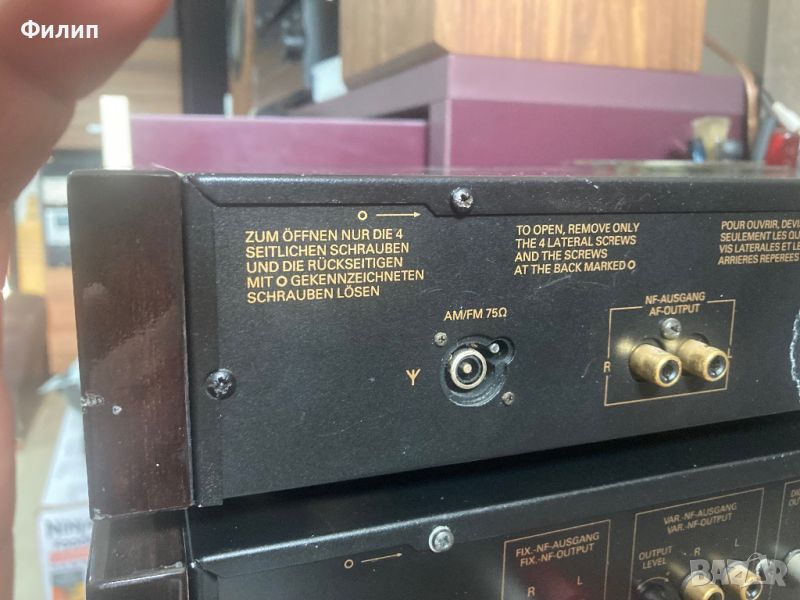 Филип
ZUM ÖFFNEN NUR DIE 4
SEITLICHEN SCHRAUBEN
UND DIE RÜCKSEITIGEN
MIT O GEKENNZEICHNETEN
SCHRAUBEN LÖSEN
TO OPEN, REMOVE ONLY
THE 4 LATERAL SCREWS
AND THE SCREWS
AT THE BACK MARKED O
POUR OUVRIR,
SEULEMENT LES
VIS LATERALES ET
ARRIERES REPEREES
AM/FM 75Ω
NF-AUSGANG
AF-OUTPUT
R
L
FIX.-NF-AUSGANG
FIX.-NF-OUTPUT
R
L
VAR.-NF-AUSGANG
VAR.-NF-OUTPUT
OUTPUT
LEVEL
R
L
NINJA
BAZAR.BG